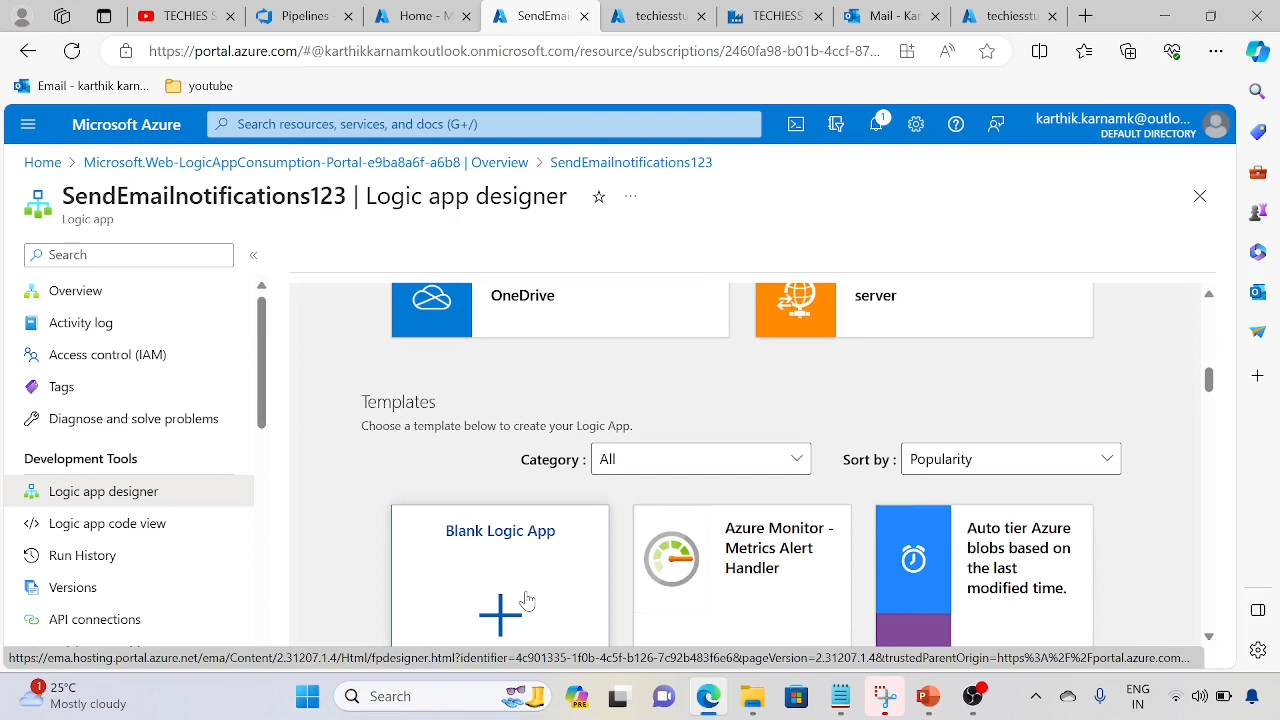 TECHIES S
Pipelines -
Home - M
SendEmail
techiesstu
TECHIESS
Mail - Kar
techiesstu
https://portal.azure.com/#@karthikkarnamkoutlook.onmicrosoft.com/resource/subscriptions/2460fa98-b01b-4ccf-87...
Email - karthik karn...
youtube
Microsoft Azure
Search resources, services, and docs (G+/)
1
karthik.karnamk@outlo...
DEFAULT DIRECTORY
Home > Microsoft.Web-LogicAppConsumption-Portal-e9ba8a6f-a6b8 | Overview > SendEmailnotifications123
SendEmailnotifications123 | Logic app designer
Logic app
Search
Overview
Activity log
Access control (IAM)
Tags
Diagnose and solve problems
Development Tools
Logic app designer
Logic app code view
Run History
Versions
API connections
OneDrive
server
Templates
Choose a template below to create your Logic App.
Category : All
Sort by : Popularity
Blank Logic App
Azure Monitor -
Metrics Alert
Handler
Auto tier Azure
blobs based on
the last
modified time.
https://ema.hosting.portal.azure.net/ema/Content/2.31207.1.4/Html/fpdesigner.html?identifier=4c901335-1f0b-4c5f-b126-7c92b483f6e6&pageVersion=2.31207.1.48&trustedParentOrigin=https%3A%2F%2Fportal.azure.com...
1
25°C
Mostly cloudy
Search
PRE
ENG
IN